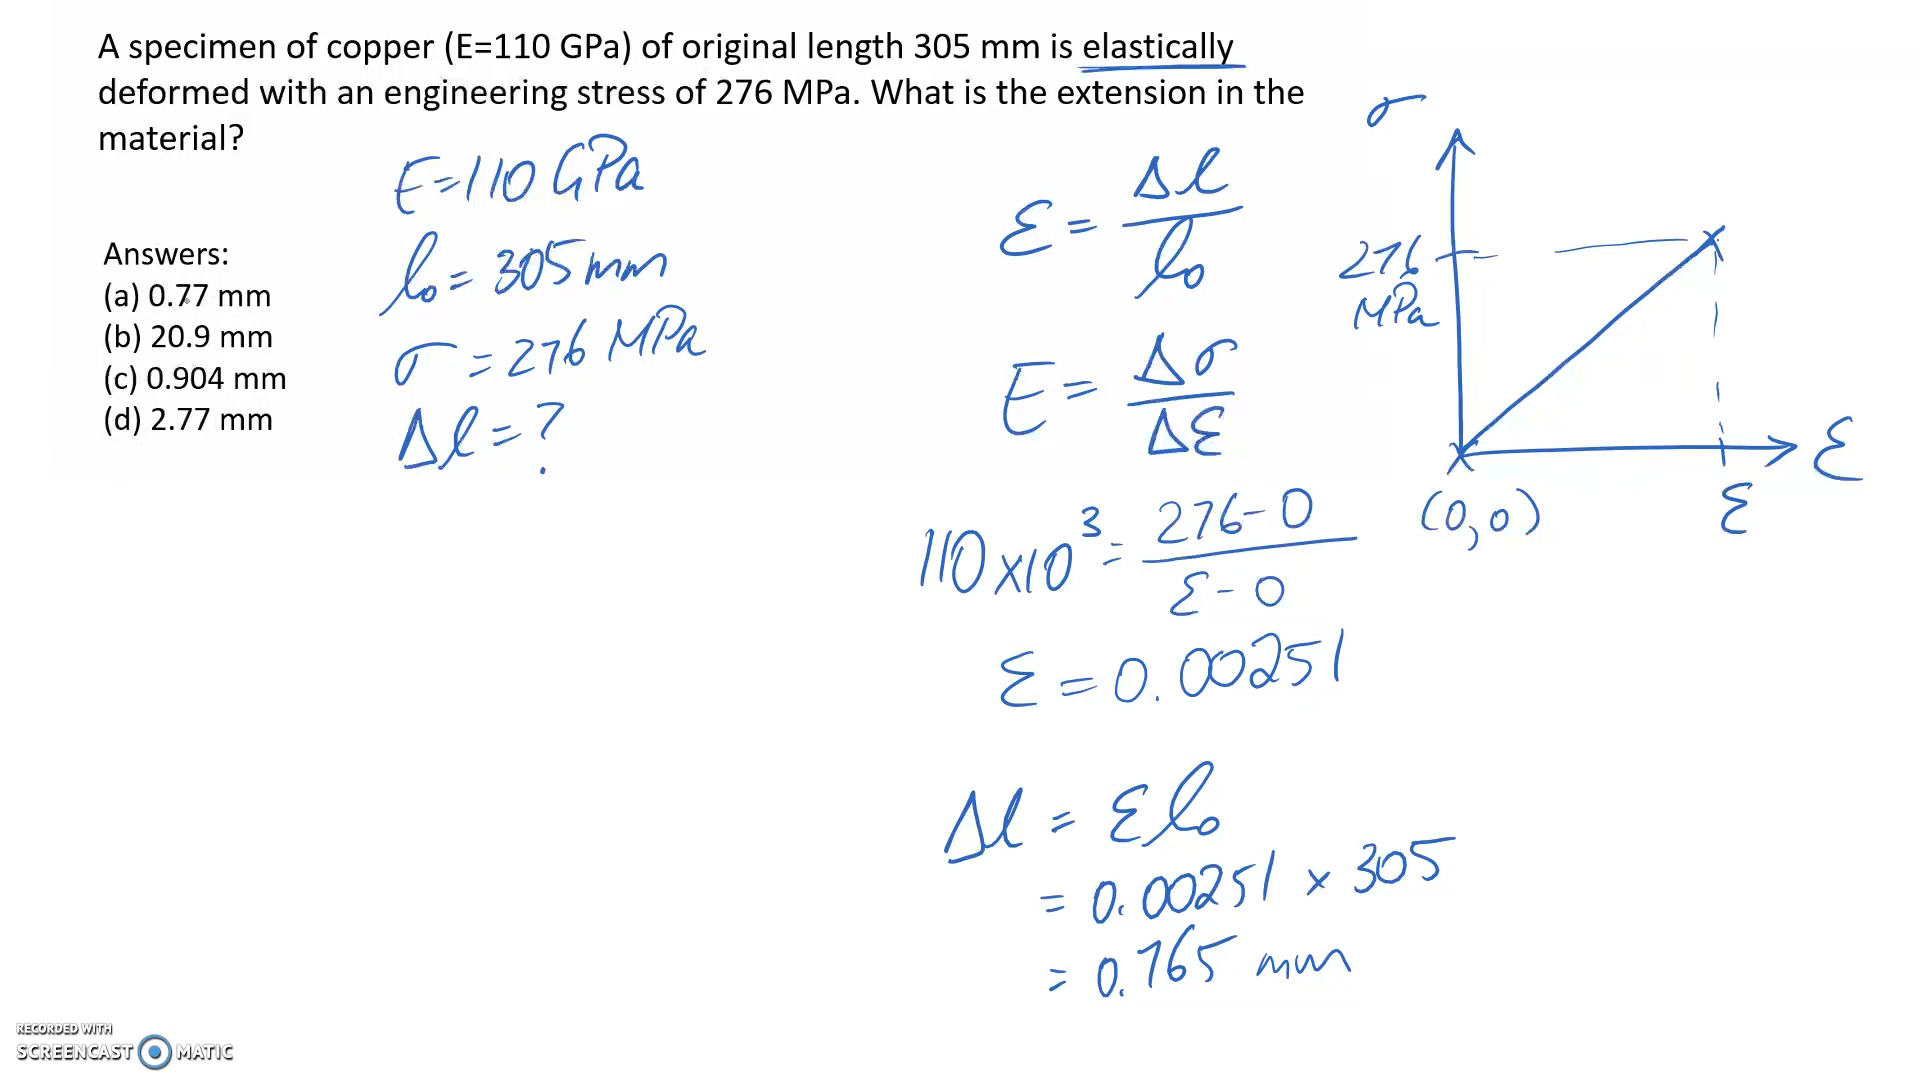 A specimen of copper (E=110 GPa) of original length 305 mm is elastically
deformed with an engineering stress of 276 MPa. What is the extension in the
material?
Answers:
(a) 0.77 mm
(b) 20.9 mm
(c) 0.904 mm
(d) 2.77 mm
E=110 GPa
l₀ = 305 mm
σ = 276 MPa
Δl = ?
ε = Δl / l₀
E = Δσ / Δε
110 x10³ = 276-0 / ε-0
ε = 0.00251
Δl = ε l₀
= 0.00251 x 305
= 0.765 mm
σ
276
MPa
ε
(0,0)
ε
RECORDED WITH
SCREENCAST MATIC